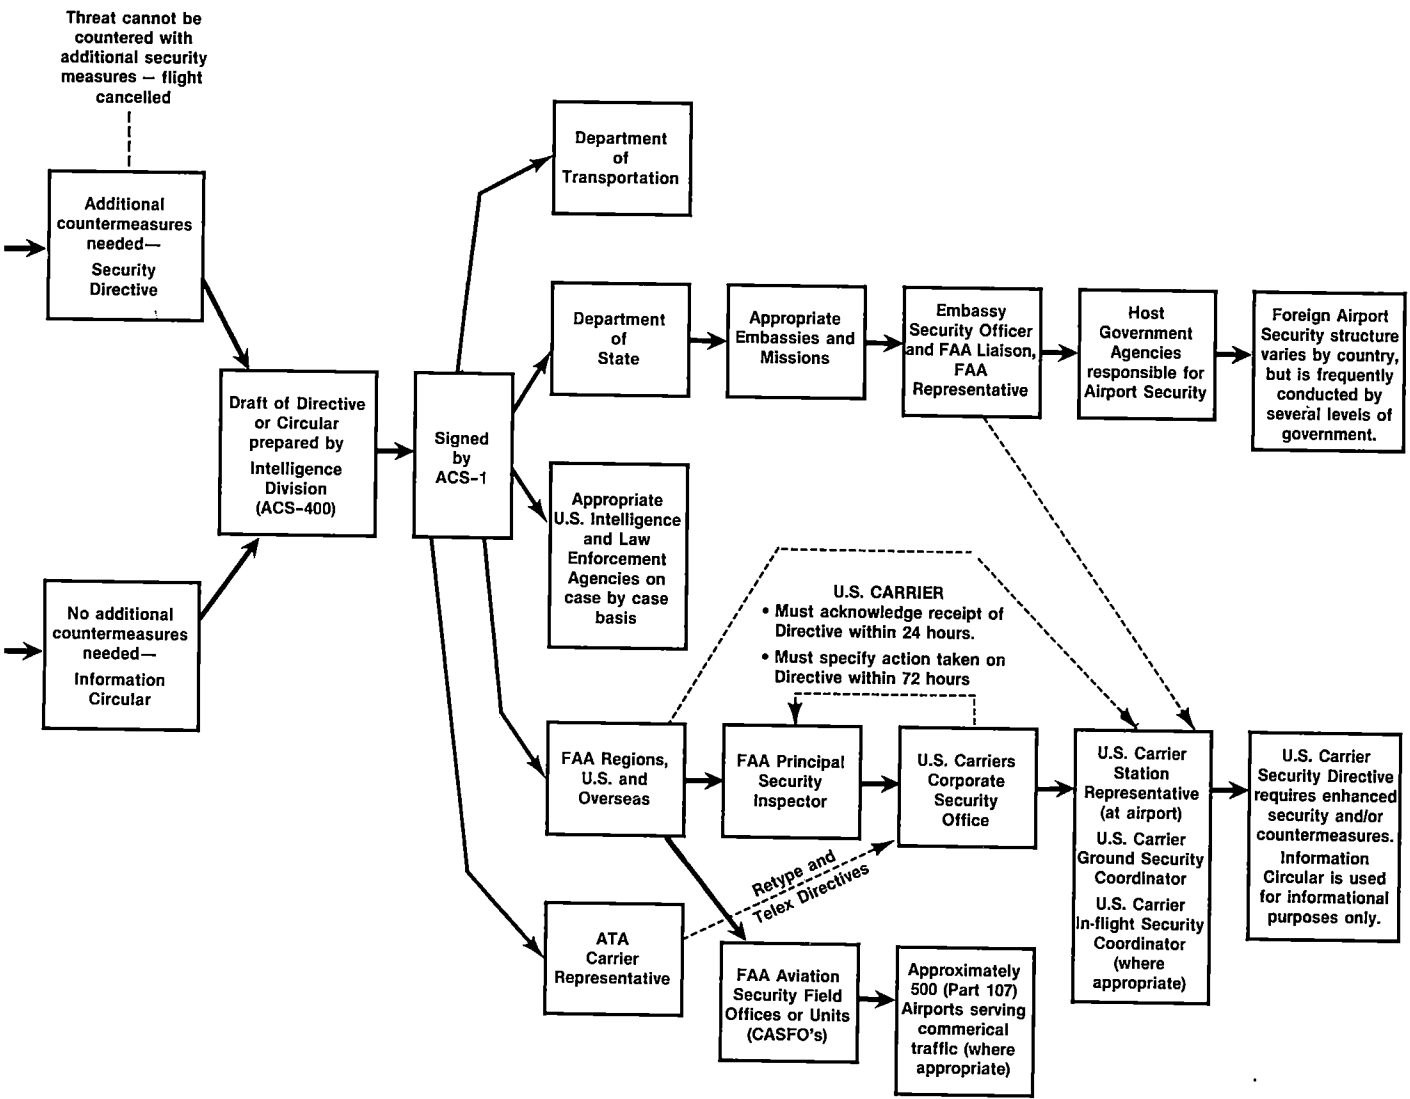 Threat cannot be
countered with
additional security
measures — flight
cancelled
Additional
countermeasures
needed—
Security
Directive
No additional
countermeasures
needed—
Information
Circular
Draft of Directive
or Circular
prepared by
Intelligence
Division
(ACS-400)
Signed
by
ACS-1
Department
of
Transportation
Department
of
State
Appropriate
Embassies and
Missions
Embassy
Security Officer
and FAA Liaison,
FAA
Representative
Host
Government
Agencies
responsible for
Airport Security
Foreign Airport
Security structure
varies by country,
but is frequently
conducted by
several levels of
government.
Appropriate
U.S. Intelligence
and Law
Enforcement
Agencies on
case by case
basis
U.S. CARRIER
• Must acknowledge receipt of
Directive within 24 hours.
• Must specify action taken on
Directive within 72 hours
FAA Regions,
U.S. and
Overseas
FAA Principal
Security
Inspector
U.S. Carriers
Corporate
Security
Office
U.S. Carrier
Station
Representative
(at airport)
U.S. Carrier
Ground Security
Coordinator
U.S. Carrier
In-flight Security
Coordinator
(where
appropriate)
U.S. Carrier
Security Directive
requires enhanced
security and/or
countermeasures.
Information
Circular is used
for informational
purposes only.
Retype and
Telex Directives
ATA
Carrier
Representative
FAA Aviation
Security Field
Offices or Units
(CASFO's)
Approximately
500 (Part 107)
Airports serving
commerical
traffic (where
appropriate)